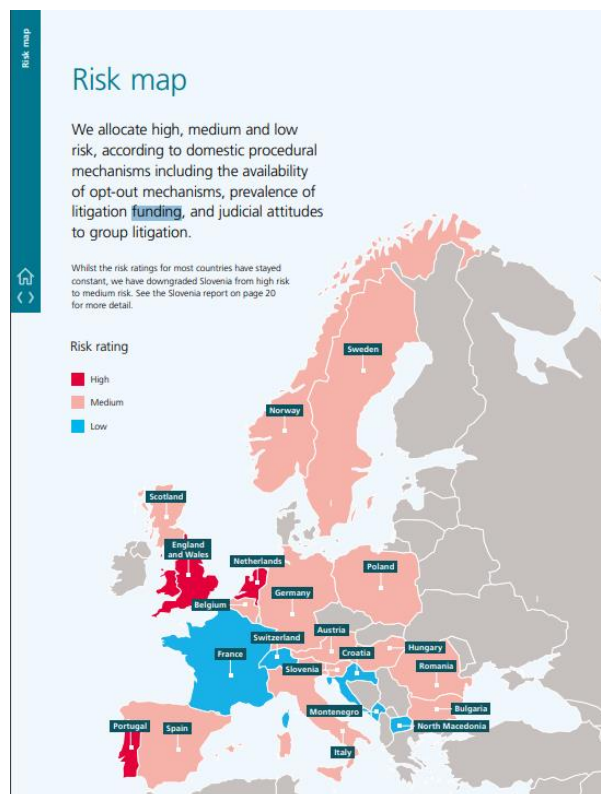 Risk map
Risk map
We allocate high, medium and low
risk, according to domestic procedural
mechanisms including the availability
of opt-out mechanisms, prevalence of
litigation funding, and judicial attitudes
to group litigation.
Whilst the risk ratings for most countries have stayed
constant, we have downgraded Slovenia from high risk
to medium risk. See the Slovenia report on page 20
for more detail.
Risk rating
High
Medium
Low
Sweden
Norway
Scotland
England
and Wales
Netherlands
Poland
Germany
Belgium
Austria
Switzerland
Hungary
Croatia
France
Slovenia
Romania
Bulgaria
Montenegro
North Macedonia
Portugal
Spain
Italy